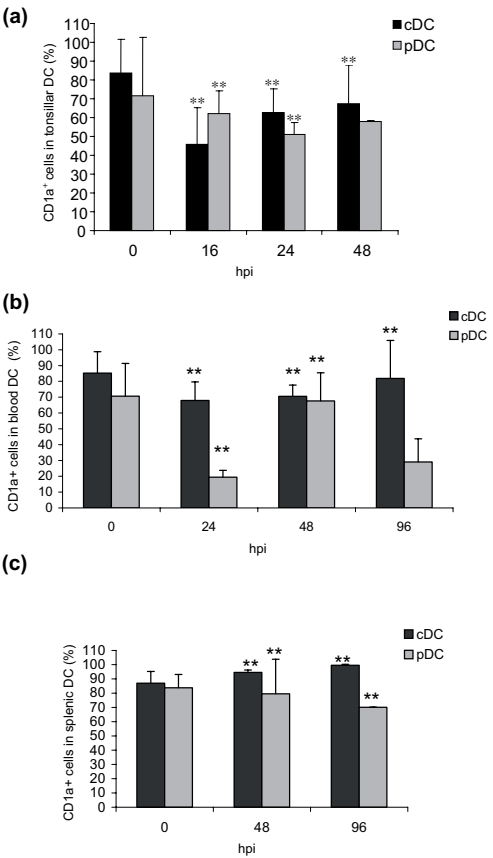 (a)
cDC
pDC
CD1a+ cells in tonsillar DC (%)
110
100
90
80
70
60
50
40
30
20
10
0
** ** ** ** **
0 16 24 48
hpi
(b)
cDC
pDC
CD1a+ cells in blood DC (%)
110
100
90
80
70
60
50
40
30
20
10
0
** ** ** ** **
0 24 48 96
hpi
(c)
cDC
pDC
CD1a+ cells in splenic DC (%)
110
100
90
80
70
60
50
40
30
20
10
0
** ** ** **
0 48 96
hpi